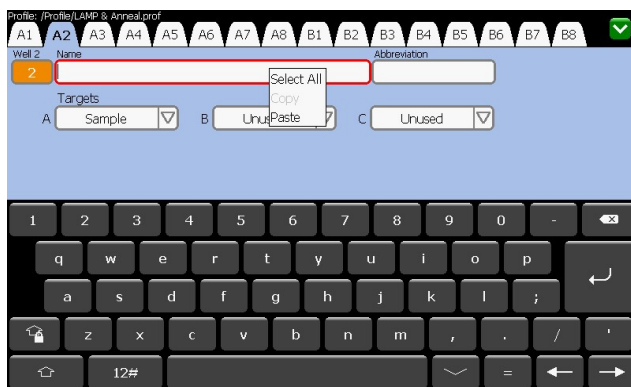 Profile: /Profile/LAMP & Anneal.prof
A1 A2 A3 A4 A5 A6 A7 A8 B1 B2 B3 B4 B5 B6 B7 B8
Well 2 Name Abbreviation
2
Select All
Copy
Targets
A Sample B Unus C Unused
Paste
1 2 3 4 5 6 7 8 9 0 -
q w e r t y u i o p
a s d f g h j k l ;
z x c v b n m , . / '
12# =